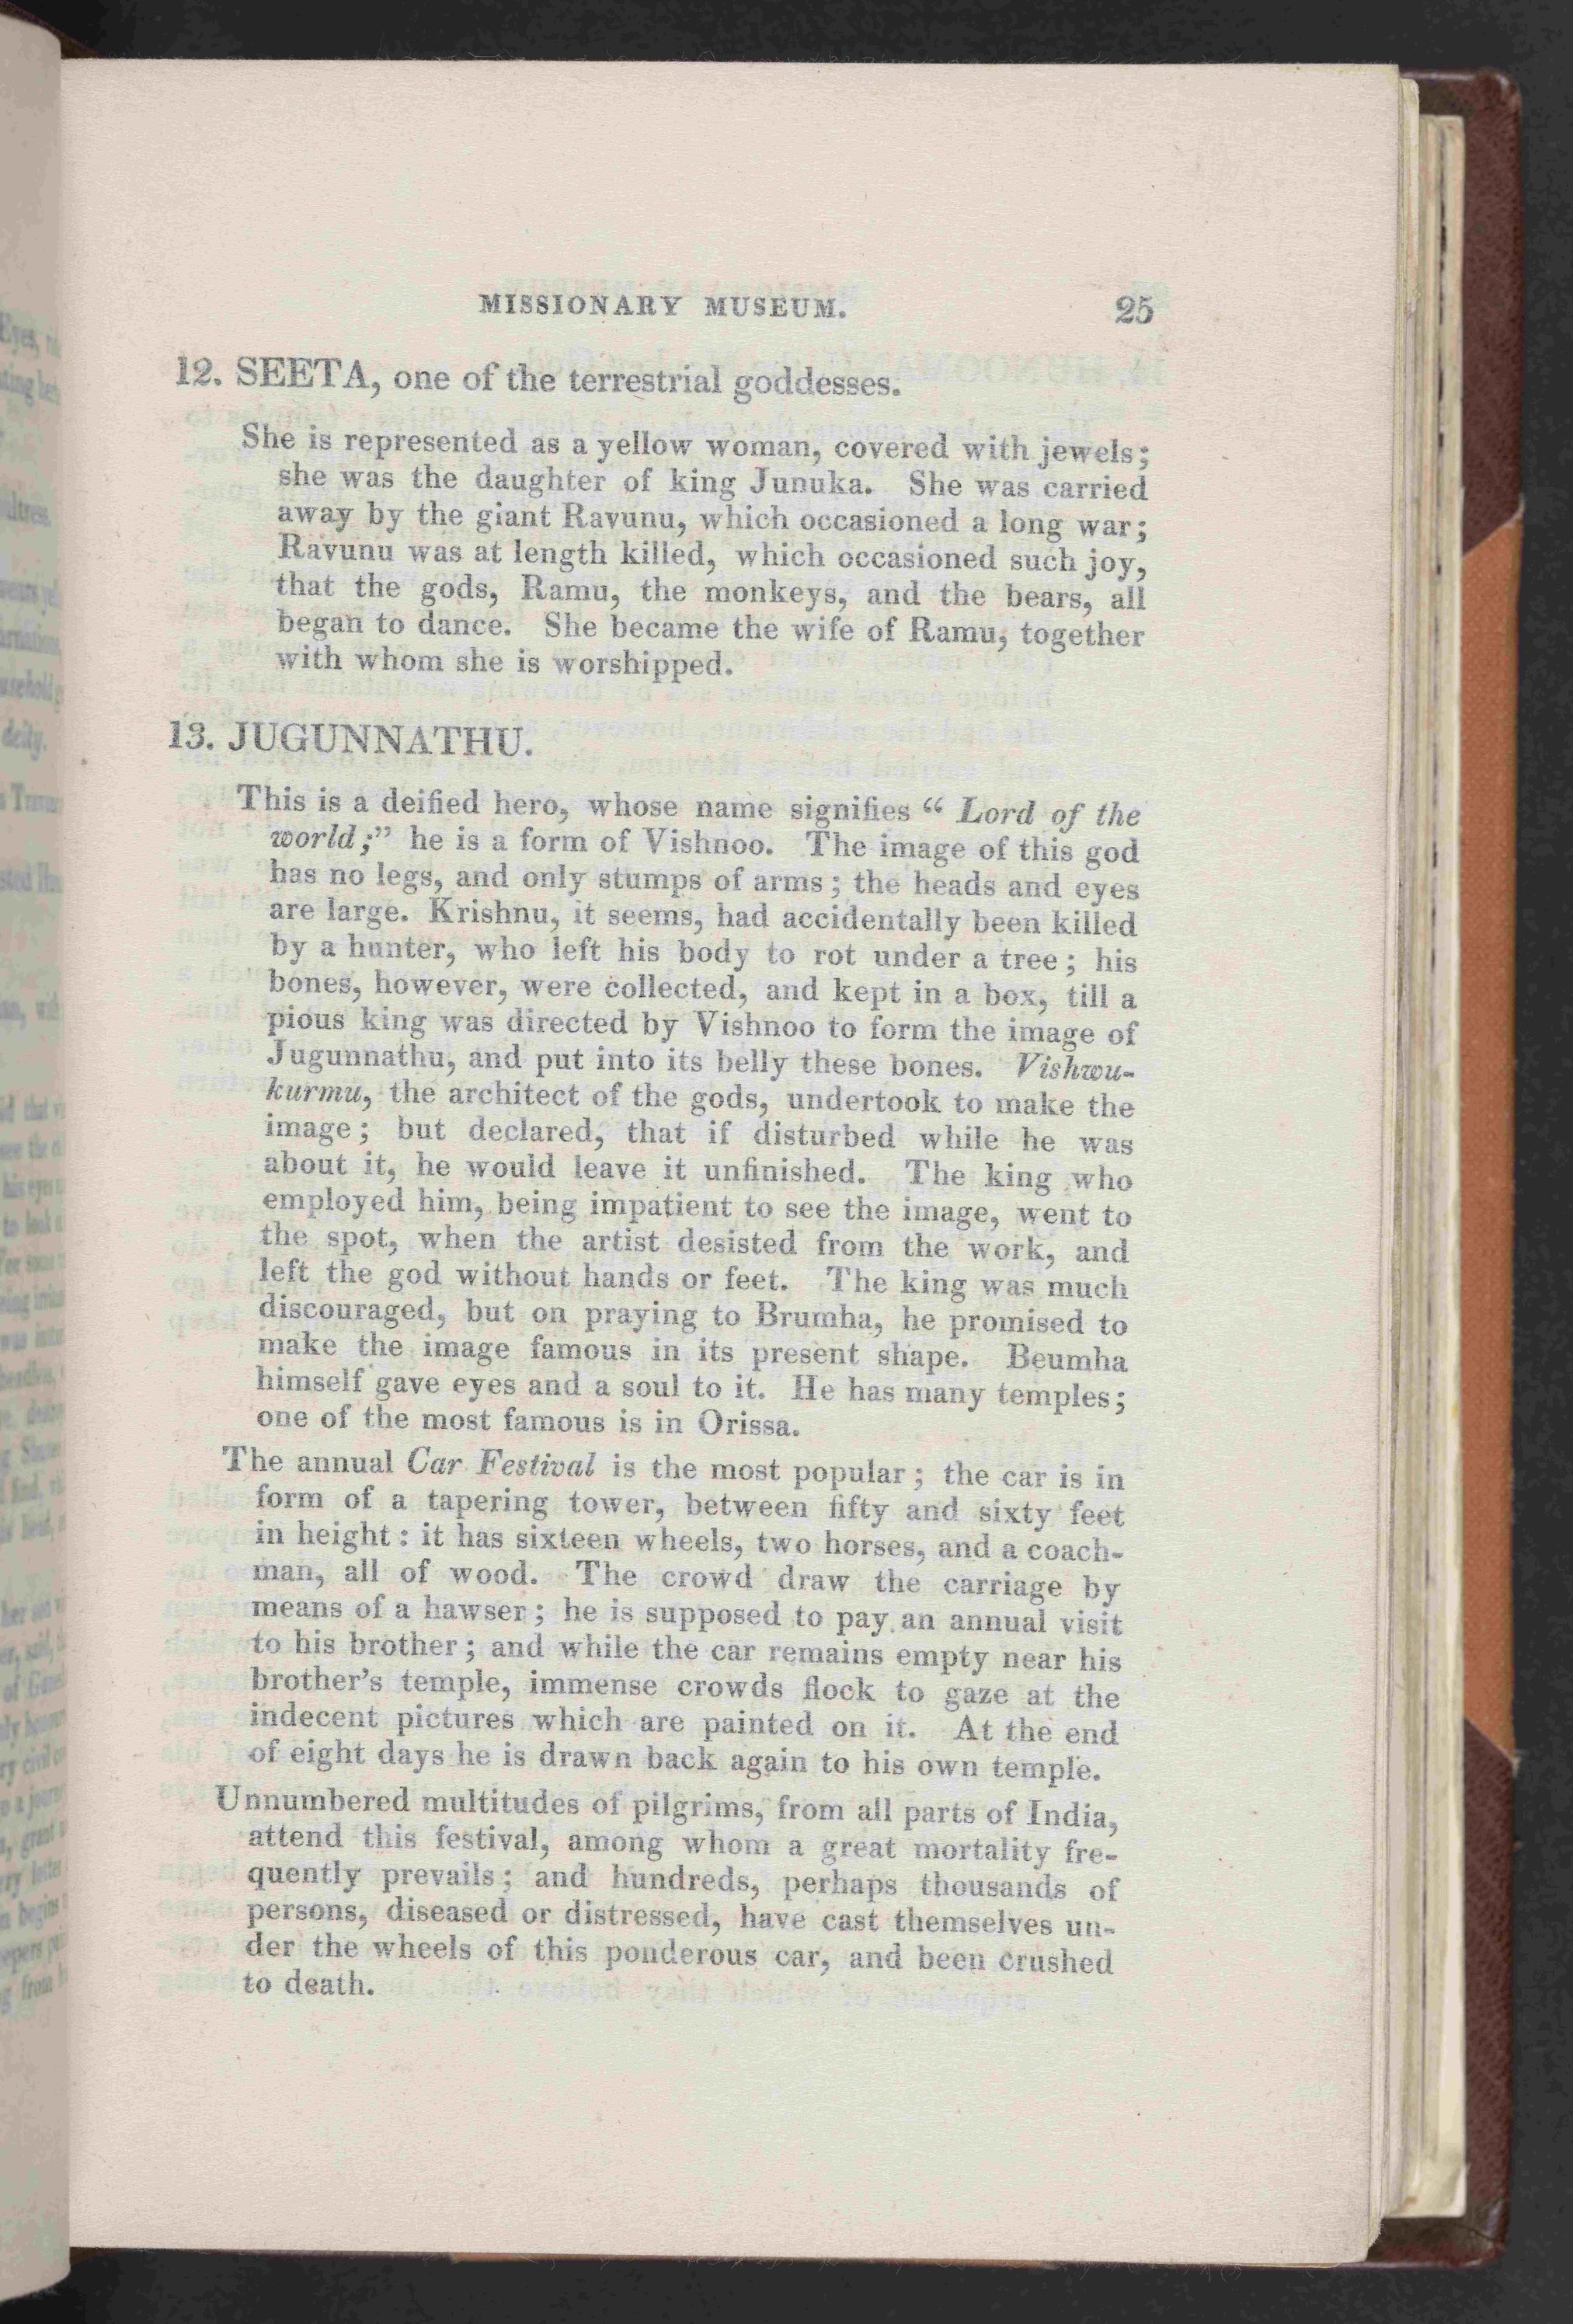 MISSIONARY MUSEUM. 25
12. SEETA, one of the terrestrial goddesses.
She is represented as a yellow woman, covered with jewels;
she was the daughter of king Junuka. She was carried
away by the giant Ravunu, which occasioned a long war;
Ravunu was at length killed, which occasioned such joy,
that the gods, Ramu, the monkeys, and the bears, all
began to dance. She became the wife of Ramu, together
with whom she is worshipped.
13. JUGUNNATHU.
This is a deified hero, whose name signifies “ Lord of the
world;” he is a form of Vishnoo. The image of this god
has no legs, and only stumps of arms; the heads and eyes
are large. Krishnu, it seems, had accidentally been killed
by a hunter, who left his body to rot under a tree; his
bones, however, were collected, and kept in a box, till a
pious king was directed by Vishnoo to form the image of
Jugunnathu, and put into its belly these bones. Vishwu-
kurmu, the architect of the gods, undertook to make the
image; but declared, that if disturbed while he was
about it, he would leave it unfinished. The king who
employed him, being impatient to see the image, went to
the spot, when the artist desisted from the work, and
left the god without hands or feet. The king was much
discouraged, but on praying to Brumha, he promised to
make the image famous in its present shape. Beumha
himself gave eyes and a soul to it. He has many temples;
one of the most famous is in Orissa.
The annual Car Festival is the most popular; the car is in
form of a tapering tower, between fifty and sixty feet
in height: it has sixteen wheels, two horses, and a coach-
man, all of wood. The crowd draw the carriage by
means of a hawser; he is supposed to pay an annual visit
to his brother; and while the car remains empty near his
brother’s temple, immense crowds flock to gaze at the
indecent pictures which are painted on it. At the end
of eight days he is drawn back again to his own temple.
Unnumbered multitudes of pilgrims, from all parts of India,
attend this festival, among whom a great mortality fre-
quently prevails; and hundreds, perhaps thousands of
persons, diseased or distressed, have cast themselves un-
der the wheels of this ponderous car, and been crushed
to death.